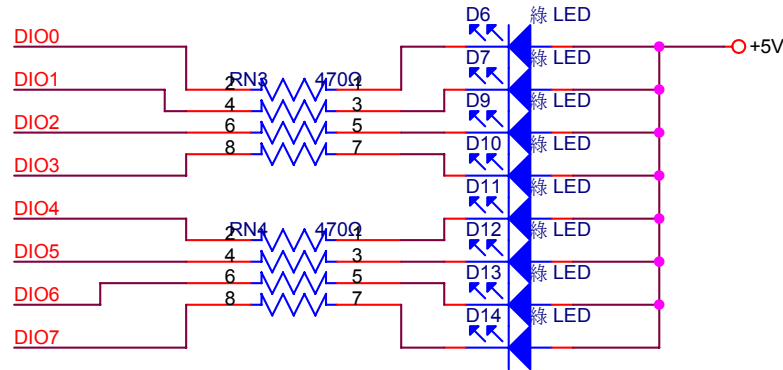 D6 綠 LED
DIO0 +5V
D7 綠 LED
DIO1 2 RN3 470Ω 1
D9 綠 LED
4 3
DIO2 6 5
D10 綠 LED
DIO3 8 7
D11 綠 LED
DIO4 2 RN4 470Ω 1
D12 綠 LED
DIO5 4 3
D13 綠 LED
DIO6 6 5
8 7
D14 綠 LED
DIO7